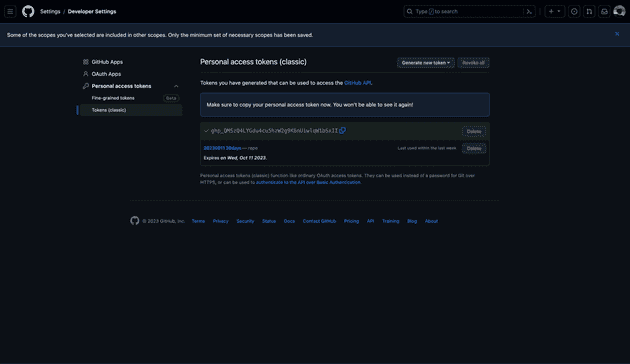 Settings / Developer Settings
Type / to search
Some of the scopes you've selected are included in other scopes. Only the minimum set of necessary scopes has been saved.
GitHub Apps
OAuth Apps
Personal access tokens
Fine-grained tokens Beta
Tokens (classic)
Personal access tokens (classic)
Generate new token
Revoke all
Tokens you have generated that can be used to access the GitHub API.
Make sure to copy your personal access token now. You won't be able to see it again!
Delete
— repo
Last used within the last week
Delete
Expires on Wed, Oct 11 2023.
Personal access tokens (classic) function like ordinary OAuth access tokens. They can be used instead of a password for Git over
HTTPS, or can be used to authenticate to the API over Basic Authentication.
© 2023 GitHub, Inc. Terms Privacy Security Status Docs Contact GitHub Pricing API Training Blog About